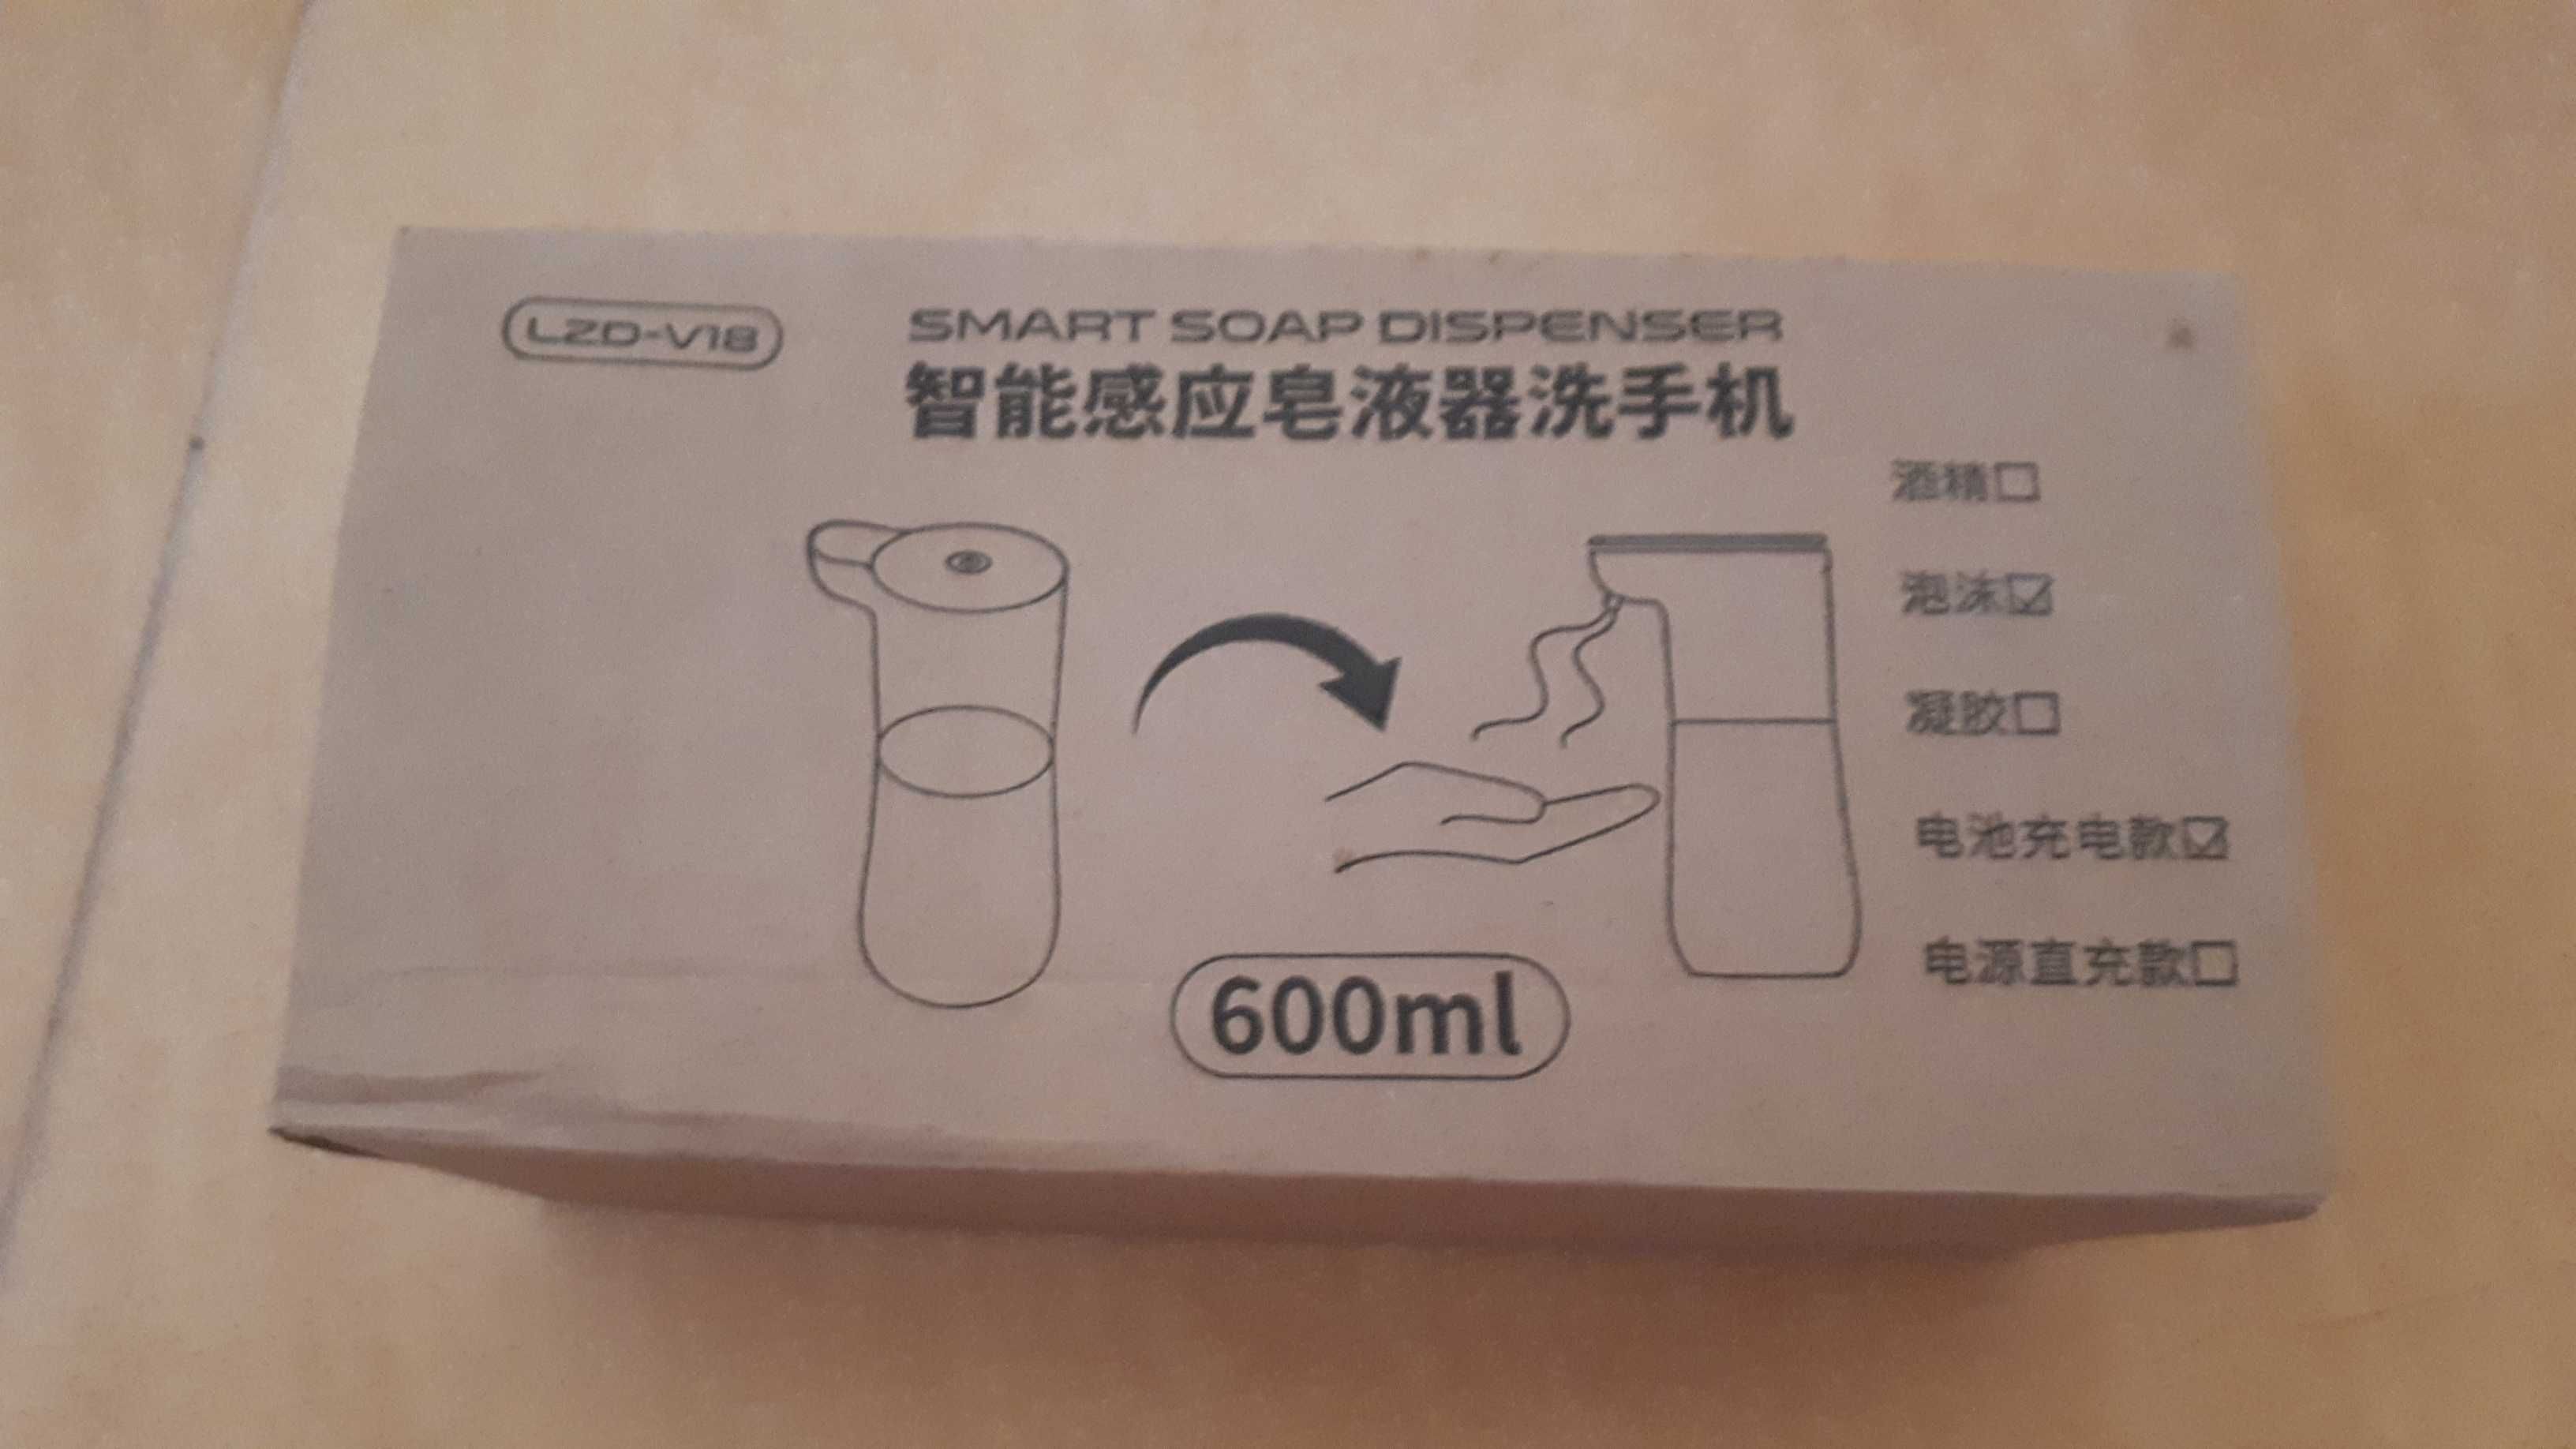 LZD-V18
SMART SOAP DISPENSER
智能感应皂液器洗手机
酒精☐
泡沫☑
凝胶☐
电池充电款☑
电源直充款☐
600ml